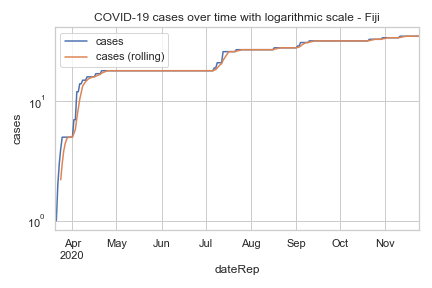 COVID-19 cases over time with logarithmic scale - Fiji
cases
cases (rolling)
10¹
10⁰
cases
Apr
2020
May
Jun
Jul
Aug
Sep
Oct
Nov
dateRep